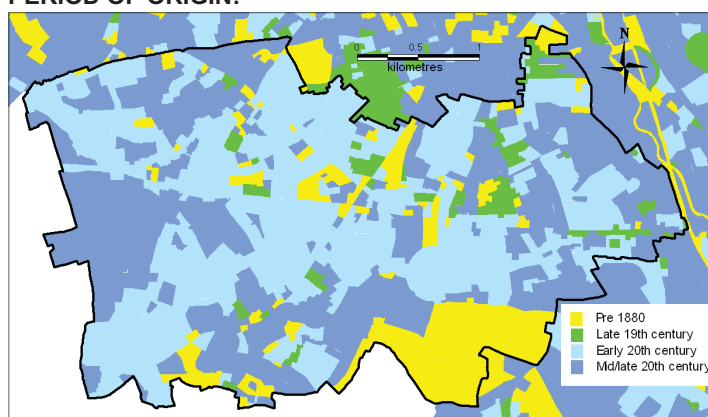 PERIOD OF ORIGIN:
0 0.5 1
kilometres
N
Pre 1880
Late 19th century
Early 20th century
Mid/late 20th century